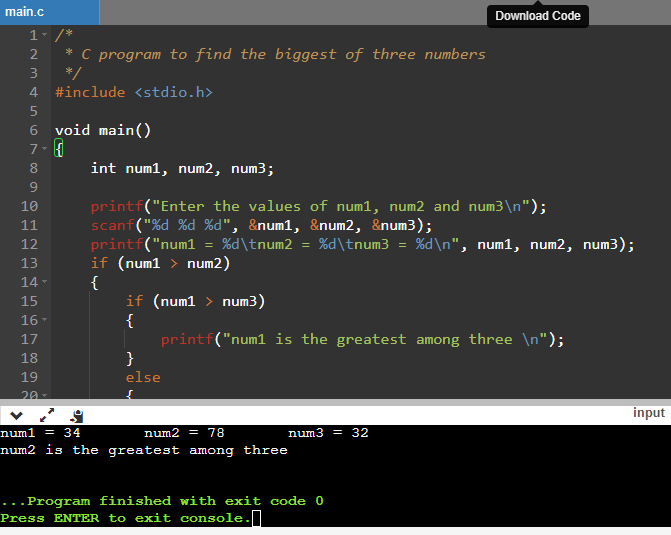 main.c
Download Code
1 /*
2  * C program to find the biggest of three numbers
3  */
4 #include <stdio.h>
5
6 void main()
7 {
8     int num1, num2, num3;
9
10     printf("Enter the values of num1, num2 and num3\n");
11     scanf("%d %d %d", &num1, &num2, &num3);
12     printf("num1 = %d\tnum2 = %d\tnum3 = %d\n", num1, num2, num3);
13     if (num1 > num2)
14     {
15         if (num1 > num3)
16         {
17             printf("num1 is the greatest among three \n");
18         }
19         else
20         {
input
num1 = 34        num2 = 78        num3 = 32
num2 is the greatest among three
...Program finished with exit code 0
Press ENTER to exit console.